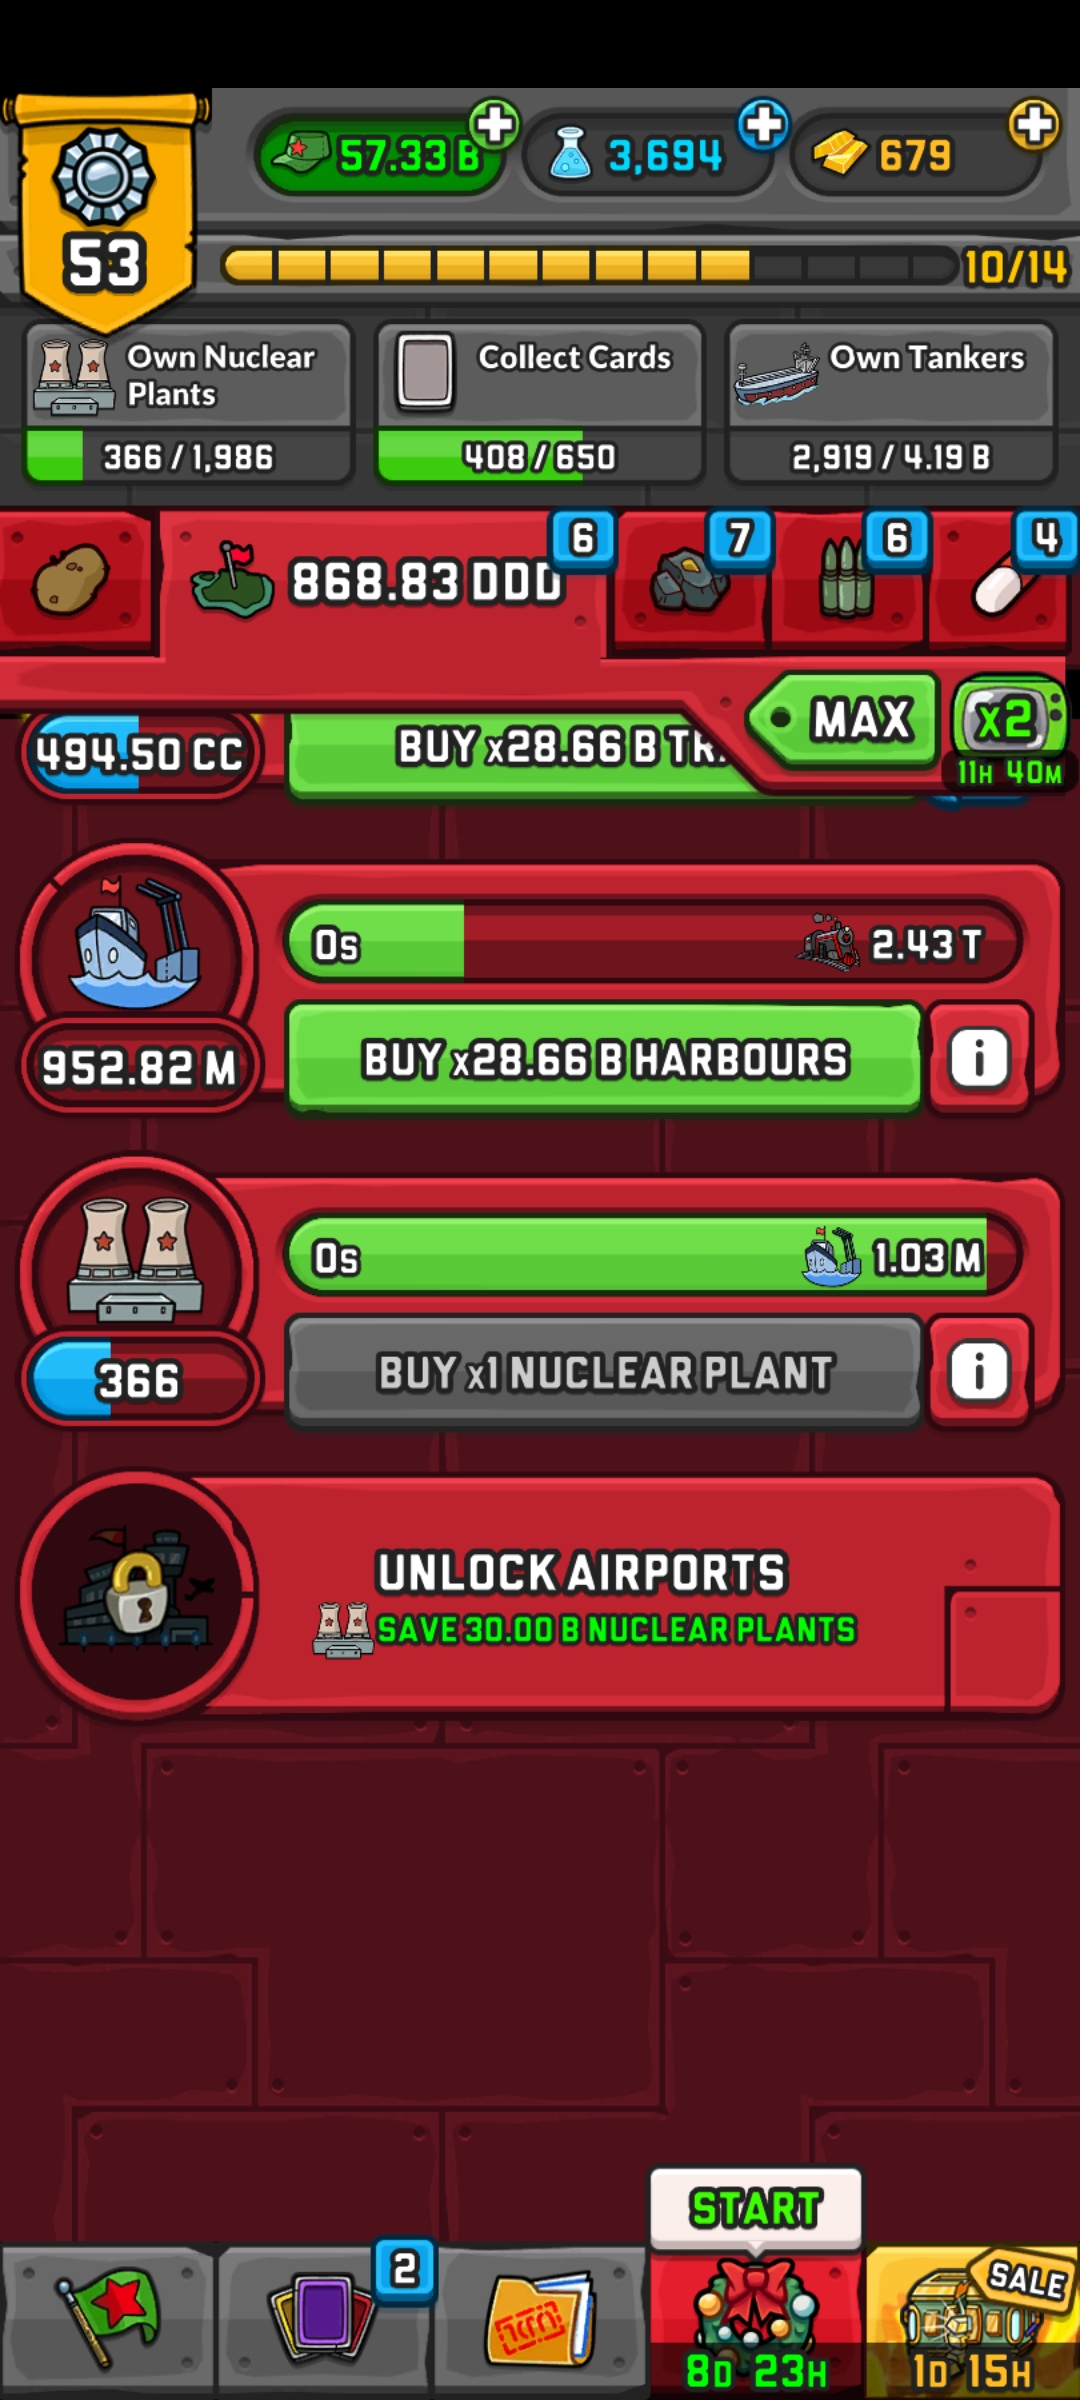 57.33 B
3,694
679
53
10/14
Own Nuclear
Plants
366 / 1,986
Collect Cards
408 / 650
Own Tankers
2,919 / 4.19 B
868.83 DDD
6
7
6
4
MAX
x2
11H 40M
494.50 CC
BUY x28.66 B
0s
2.43 T
952.82 M
BUY x28.66 B HARBOURS
i
0s
1.03 M
366
BUY x1 NUCLEAR PLANT
i
UNLOCK AIRPORTS
SAVE 30.00 B NUCLEAR PLANTS
START
2
SALE
8D 23H
1D 15H